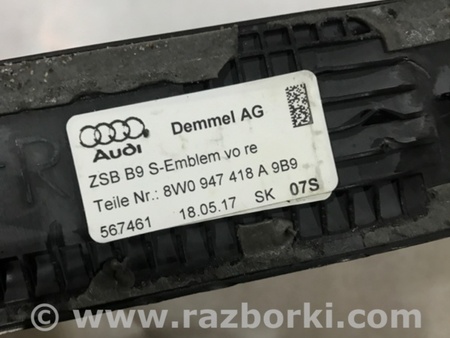 Demmel AG
Audi
ZSB B9 S-Emblem vo re
Teile Nr.: 8W0 947 418 A 9B9
567461 18.05.17 SK 07S
© www.razborki.com